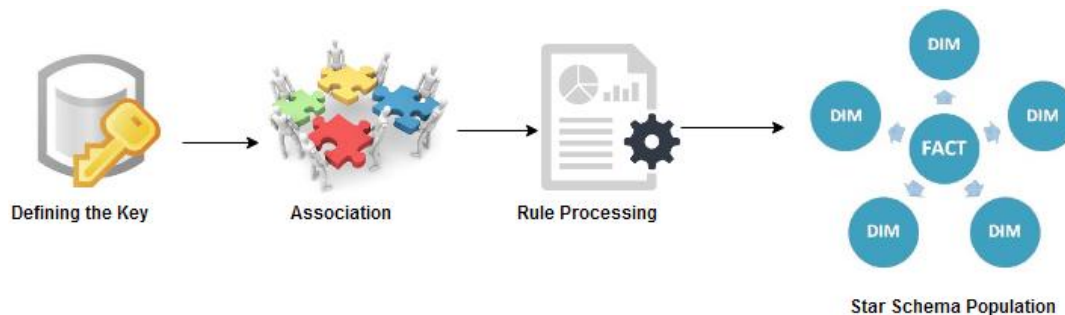 Defining the Key
Association
Rule Processing
DIM
DIM
DIM
FACT
DIM
DIM
Star Schema Population